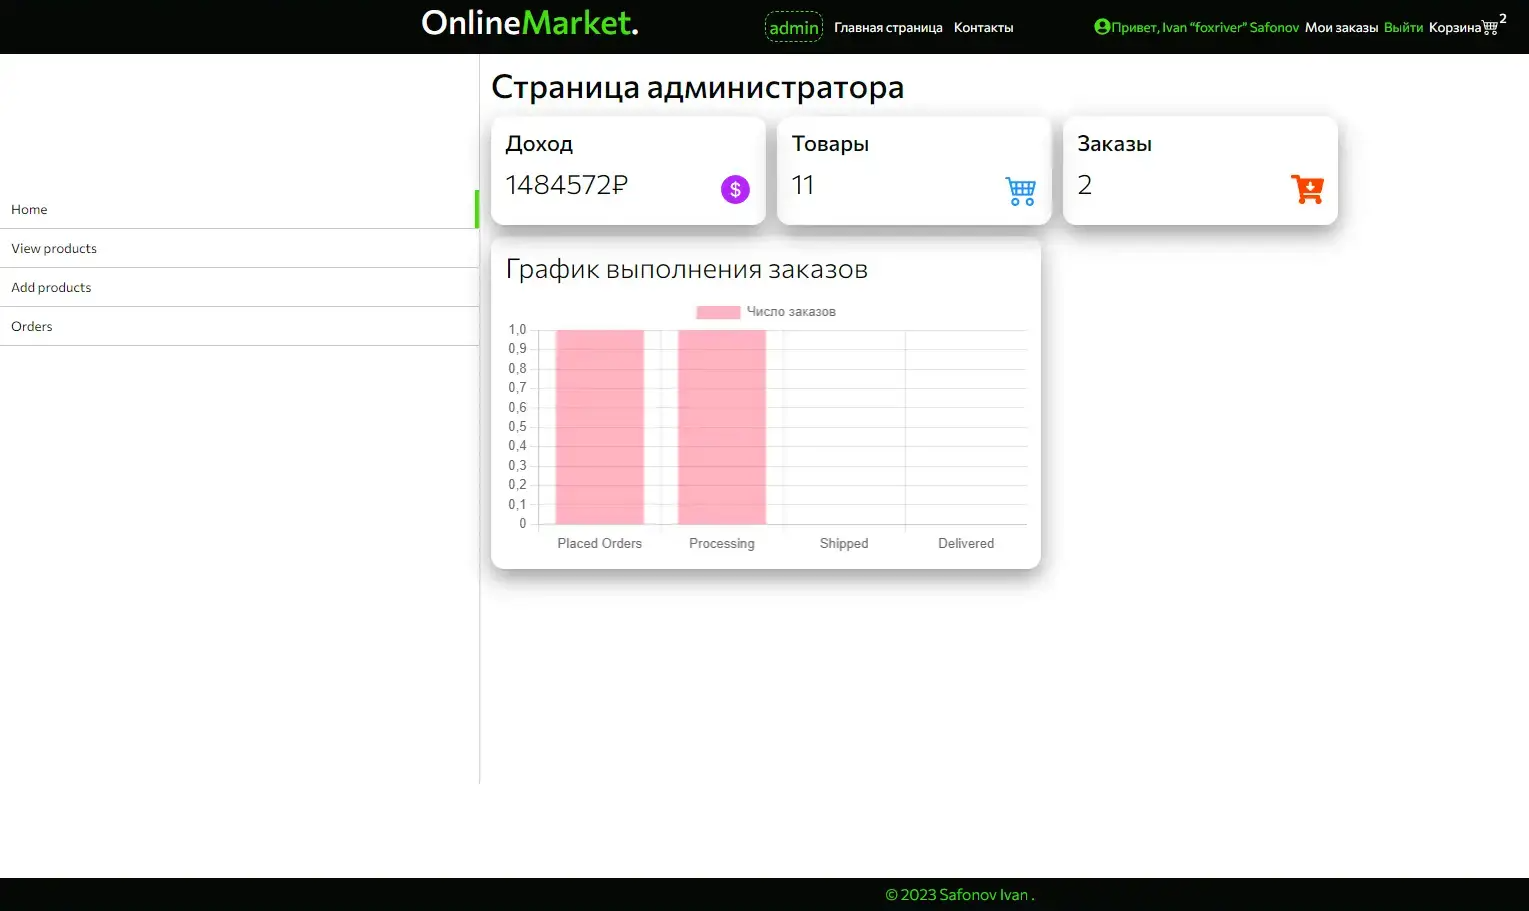 OnlineMarket.
admin Главная страница Контакты
Привет, Ivan "foxriver" Safonov Мои заказы Выйти Корзина 2
Home
View products
Add products
Orders
Страница администратора
Доход
1484572₽
$
Товары
11
Заказы
2
График выполнения заказов
Число заказов
1,0
0,9
0,8
0,7
0,6
0,5
0,4
0,3
0,2
0,1
0
Placed Orders Processing Shipped Delivered
© 2023 Safonov Ivan .